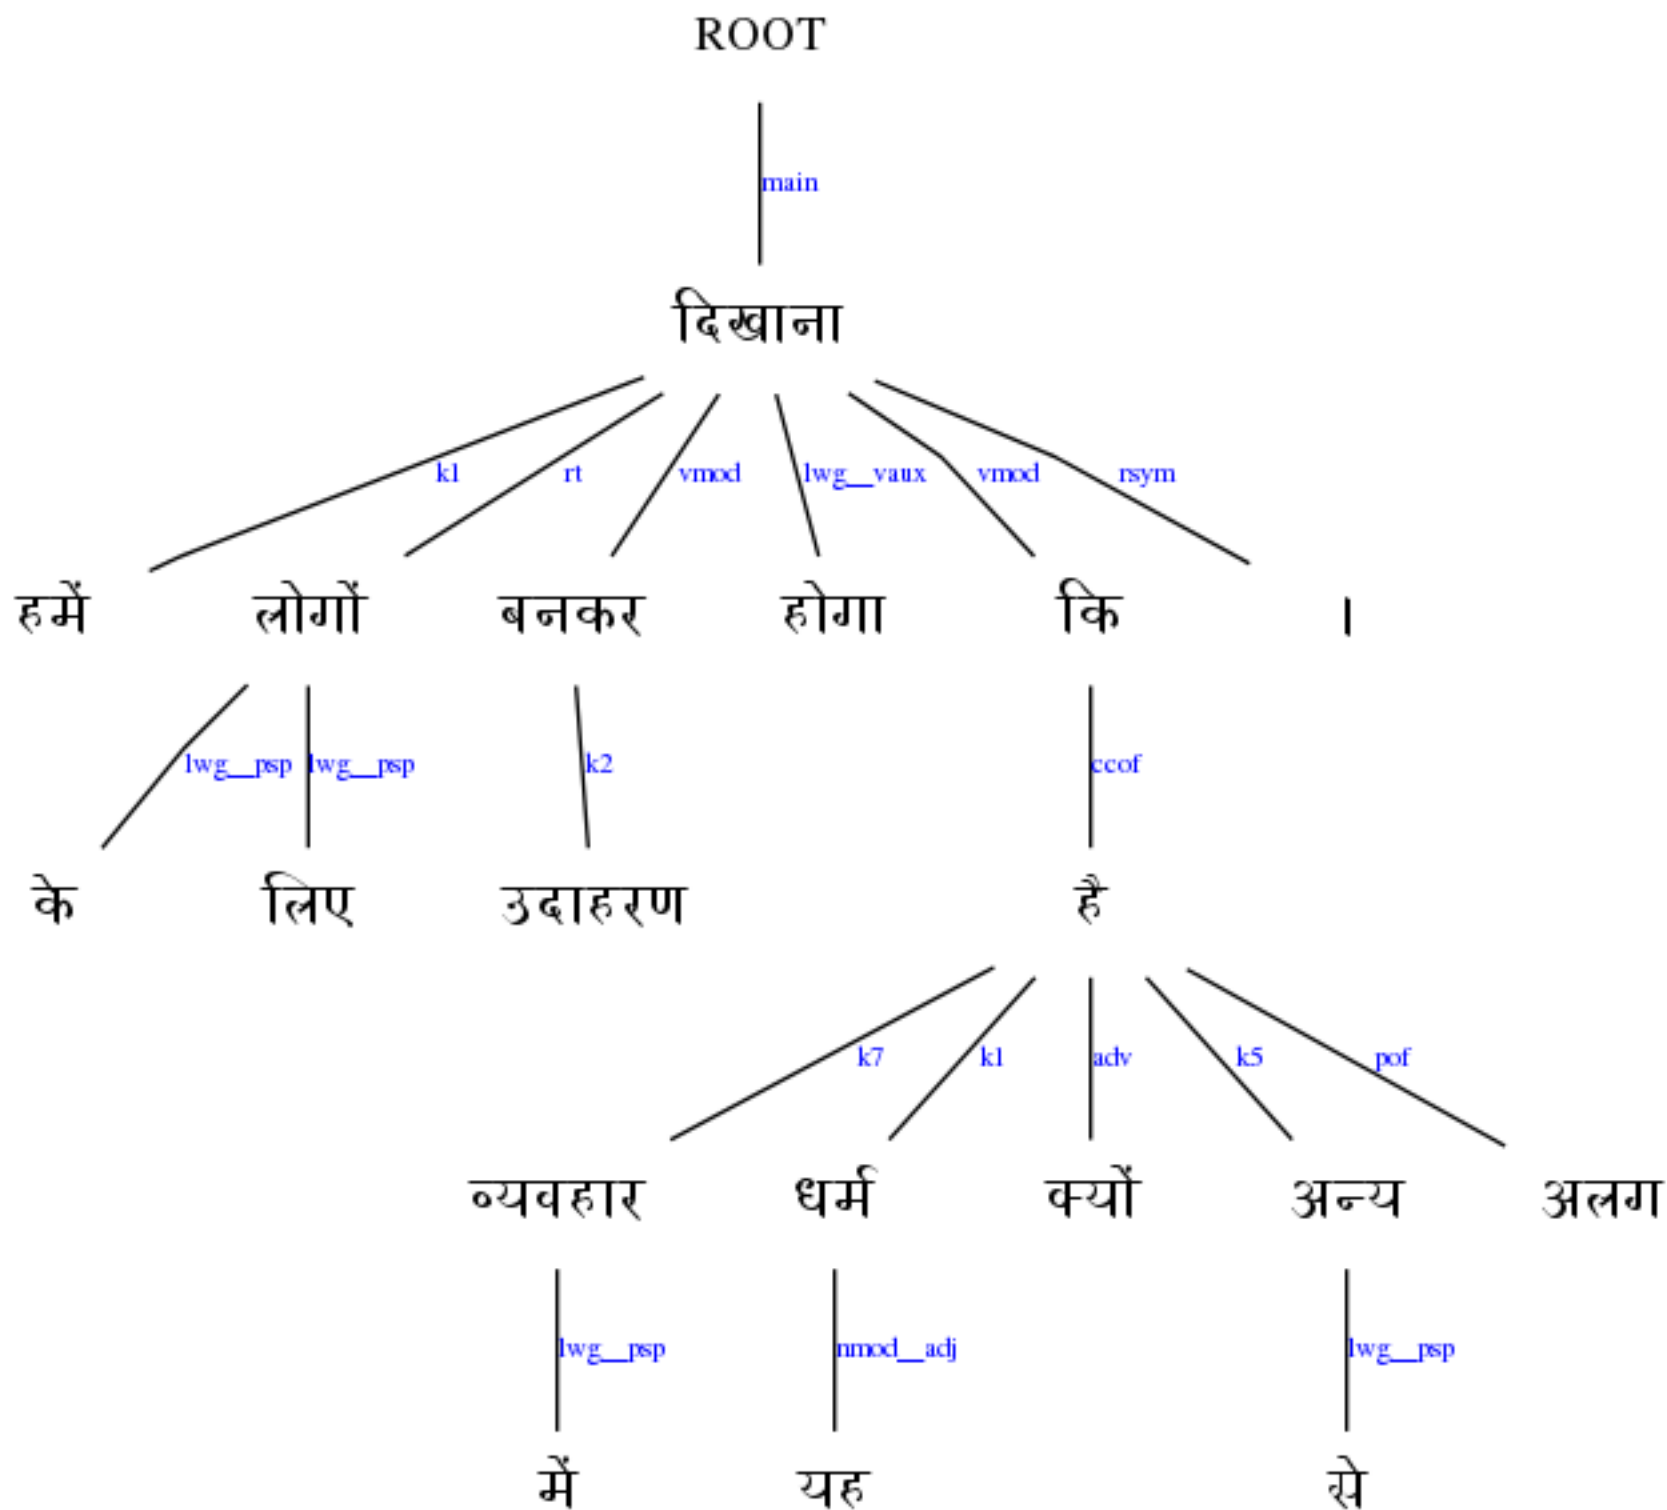 ROOT
main
दिखाना
k1 rt vmod lwg__vaux vmod rsym
हमें लोगों बनकर होगा कि ।
lwg__psp lwg__psp k2 ccof
के लिए उदाहरण है
k7 k1 adv k5 pof
व्यवहार धर्म क्यों अन्य अलग
lwg__psp nmod__adj lwg__psp
में यह से